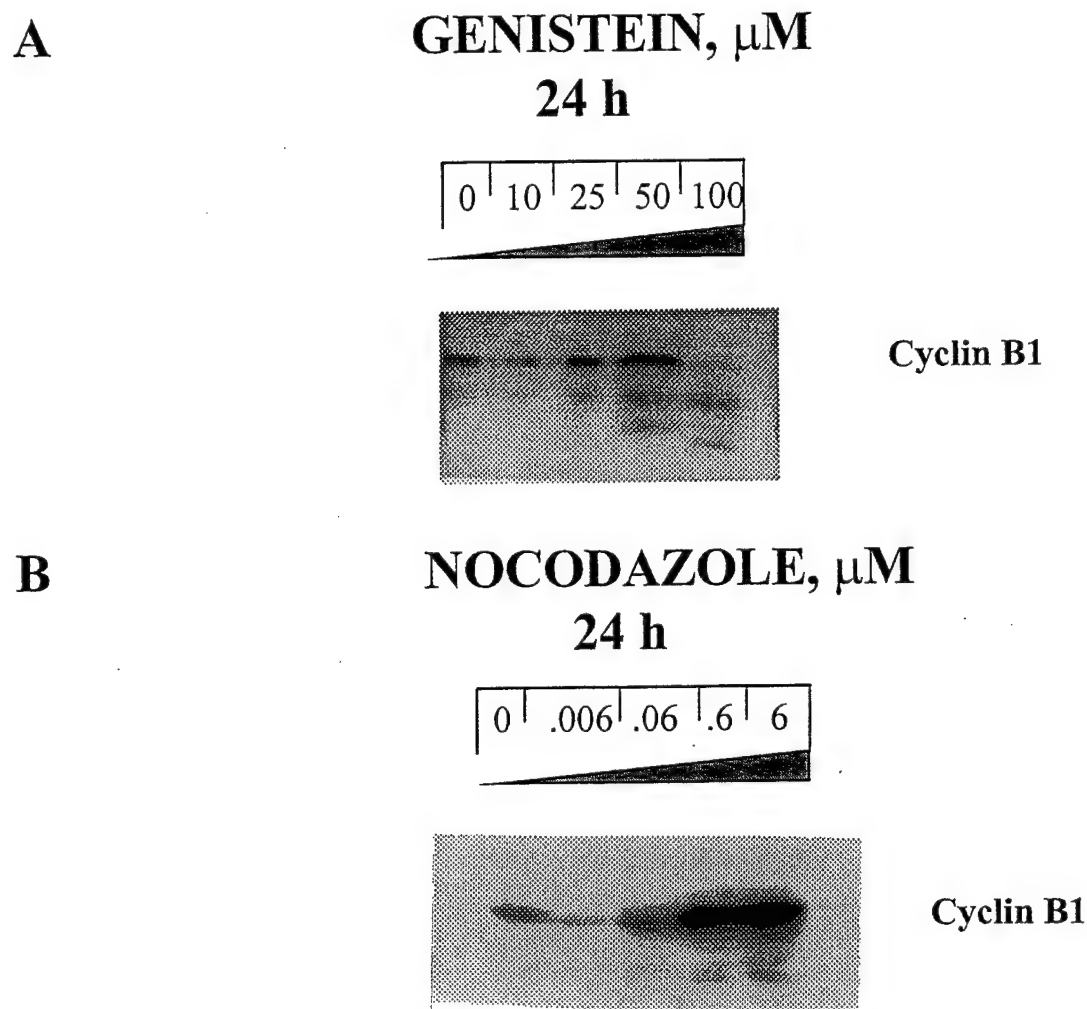 A
GENISTEIN, μM
24 h
0 10 25 50 100
Cyclin B1
B
NOCODAZOLE, μM
24 h
0 .006 .06 .6 6
Cyclin B1